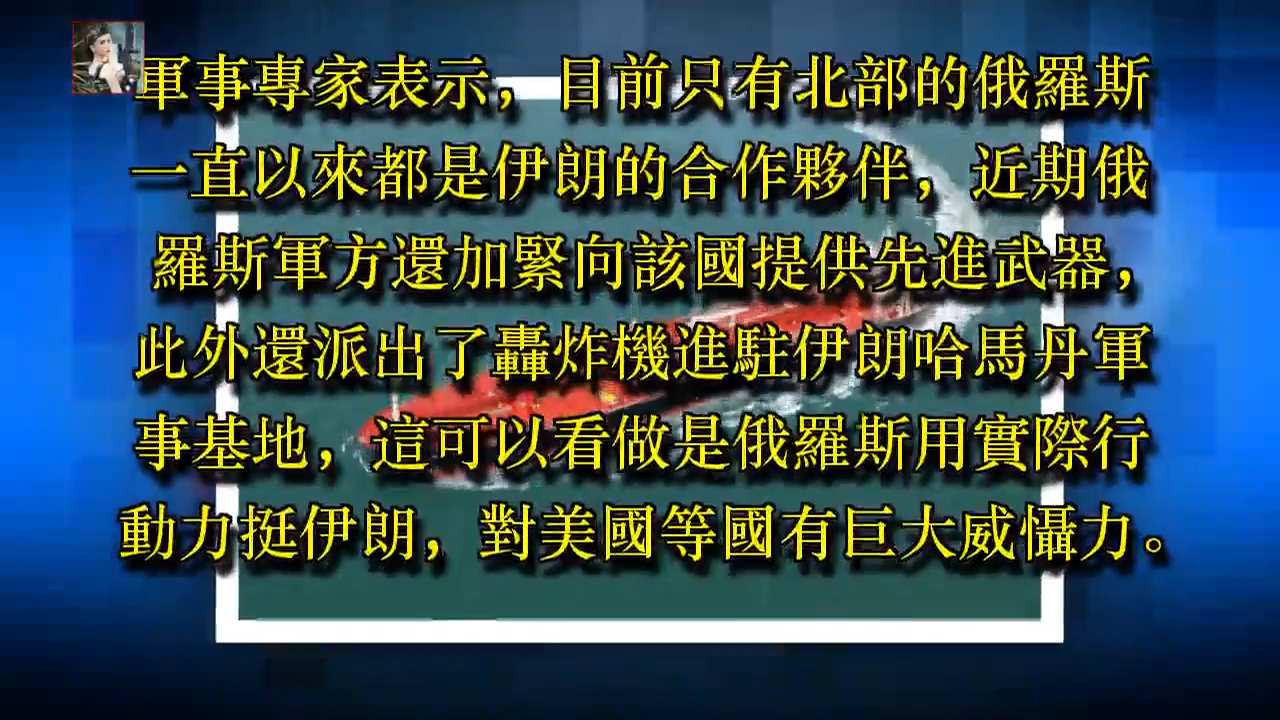 軍事專家表示，目前只有北部的俄羅斯
一直以來都是伊朗的合作夥伴，近期俄
羅斯軍方還加緊向該國提供先進武器，
此外還派出了轟炸機進駐伊朗哈馬丹軍
事基地，這可以看做是俄羅斯用實際行
動力挺伊朗，對美國等國有巨大威懾力。